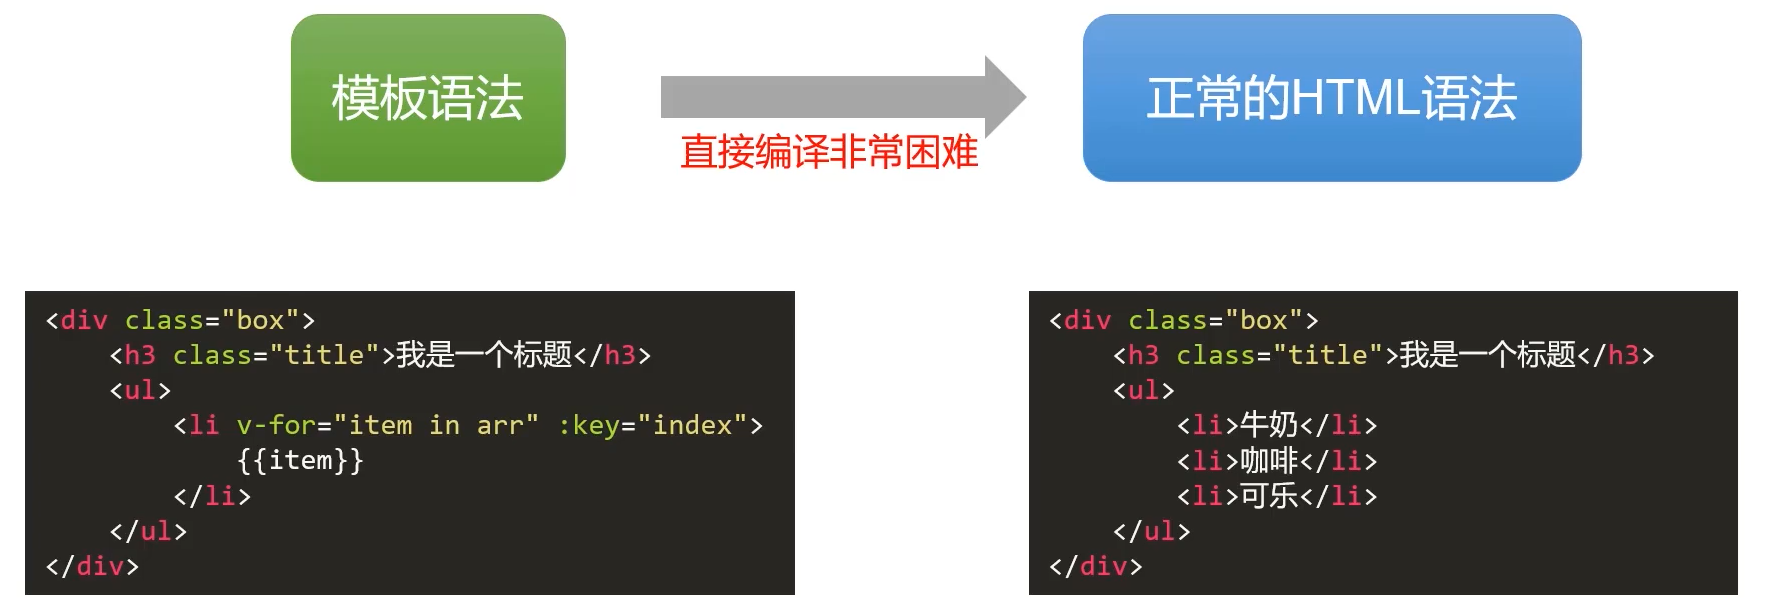 模板语法
直接编译非常困难
正常的HTML语法
<div class="box">
    <h3 class="title">我是一个标题</h3>
    <ul>
        <li v-for="item in arr" :key="index">
            {{item}}
        </li>
    </ul>
</div>
<div class="box">
    <h3 class="title">我是一个标题</h3>
    <ul>
        <li>牛奶</li>
        <li>咖啡</li>
        <li>可乐</li>
    </ul>
</div>